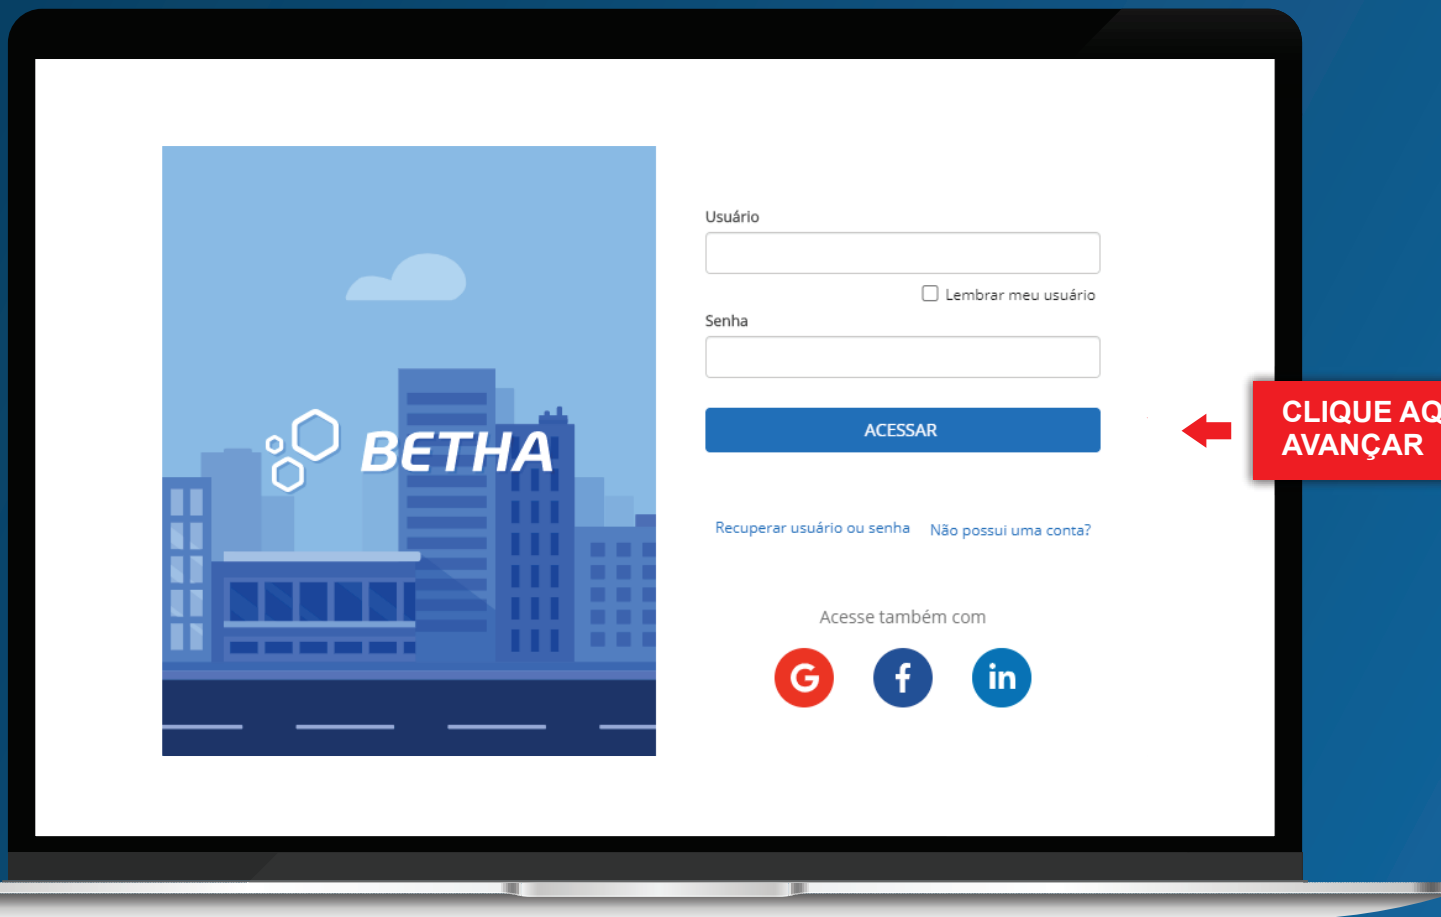 Usuário
Lembrar meu usuário
Senha
ACESSAR
BETHA
Recuperar usuário ou senha
Não possui uma conta?
Acesse também com
G
f
in
CLIQUE
AVANÇAR